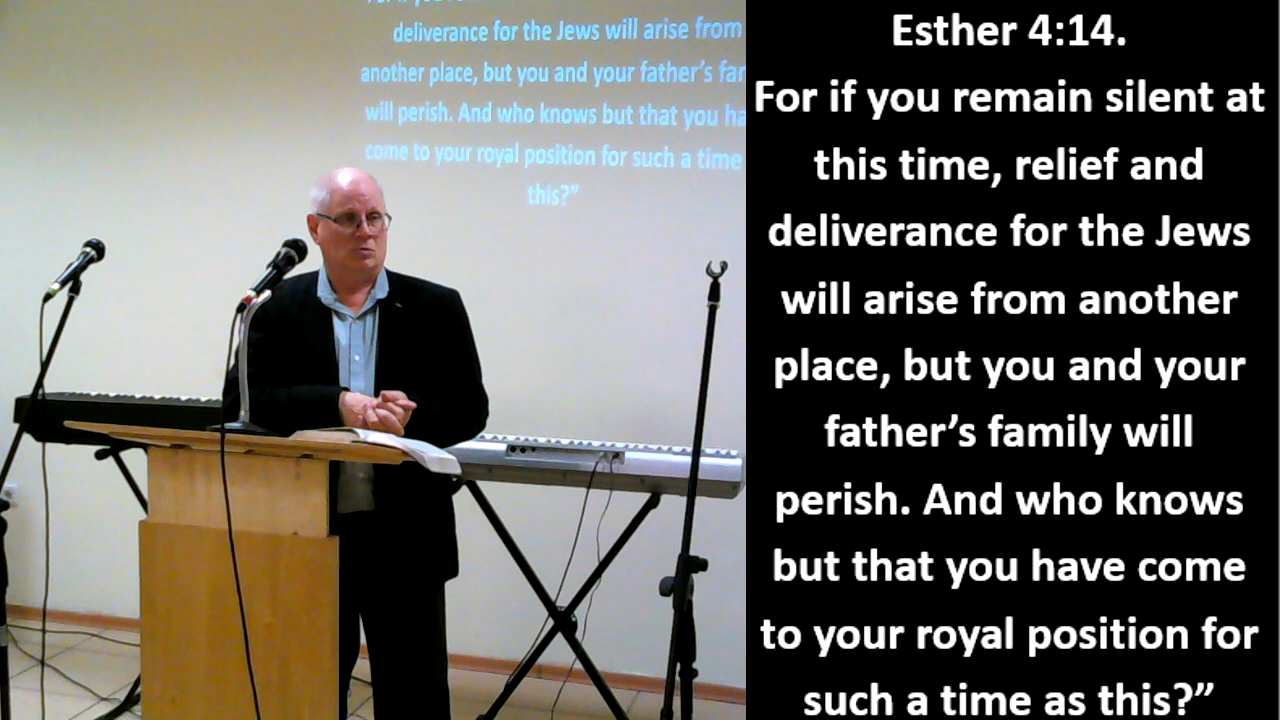 deliverance for the Jews will arise from
another place, but you and your father's
will perish. And who knows but that you
come to your royal position for such a time
this?”
Esther 4:14.
For if you remain silent at
this time, relief and
deliverance for the Jews
will arise from another
place, but you and your
father’s family will
perish. And who knows
but that you have come
to your royal position for
such a time as this?”